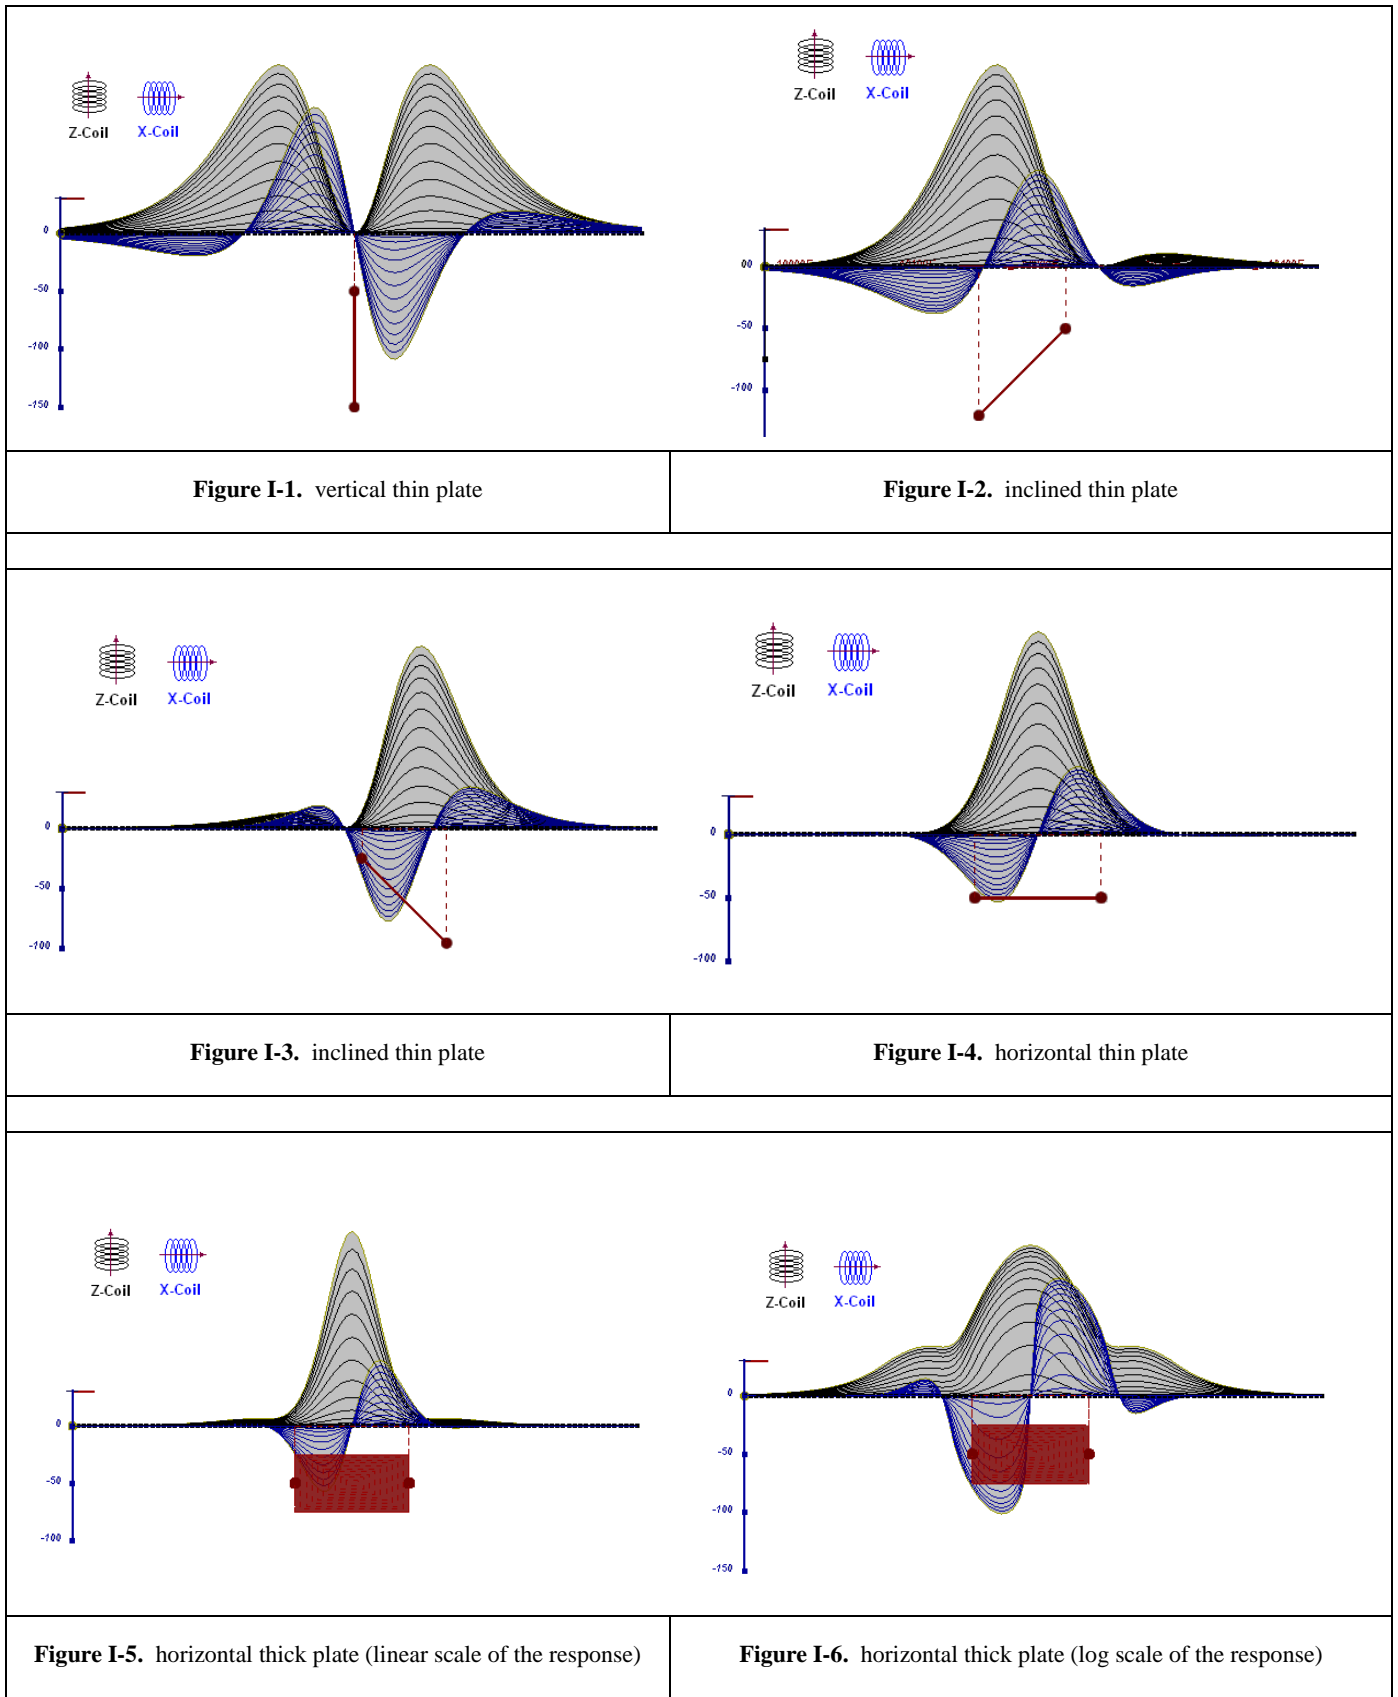 Z-Coil
X-Coil
0
-50
-100
-150
Z-Coil
X-Coil
00
-50
-100
Figure I-1. vertical thin plate
Figure I-2. inclined thin plate
Z-Coil
X-Coil
0
-50
-100
Z-Coil
X-Coil
0
-50
-100
Figure I-3. inclined thin plate
Figure I-4. horizontal thin plate
Z-Coil
X-Coil
0
-50
-100
Z-Coil
X-Coil
0
-50
-100
-150
Figure I-5. horizontal thick plate (linear scale of the response)
Figure I-6. horizontal thick plate (log scale of the response)